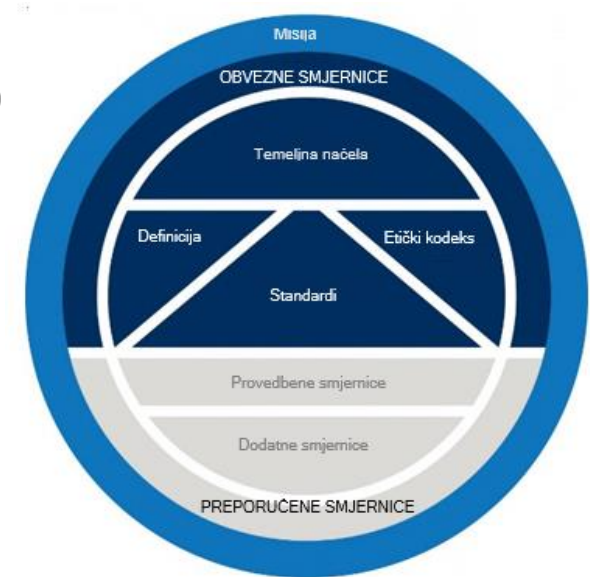 Misija
OBVEZNE SMJERNICE
Temeljna načela
Definicija
Etički kodeks
Standardi
Provedbene smjernice
Dodatne smjernice
PREPORUČENE SMJERNICE